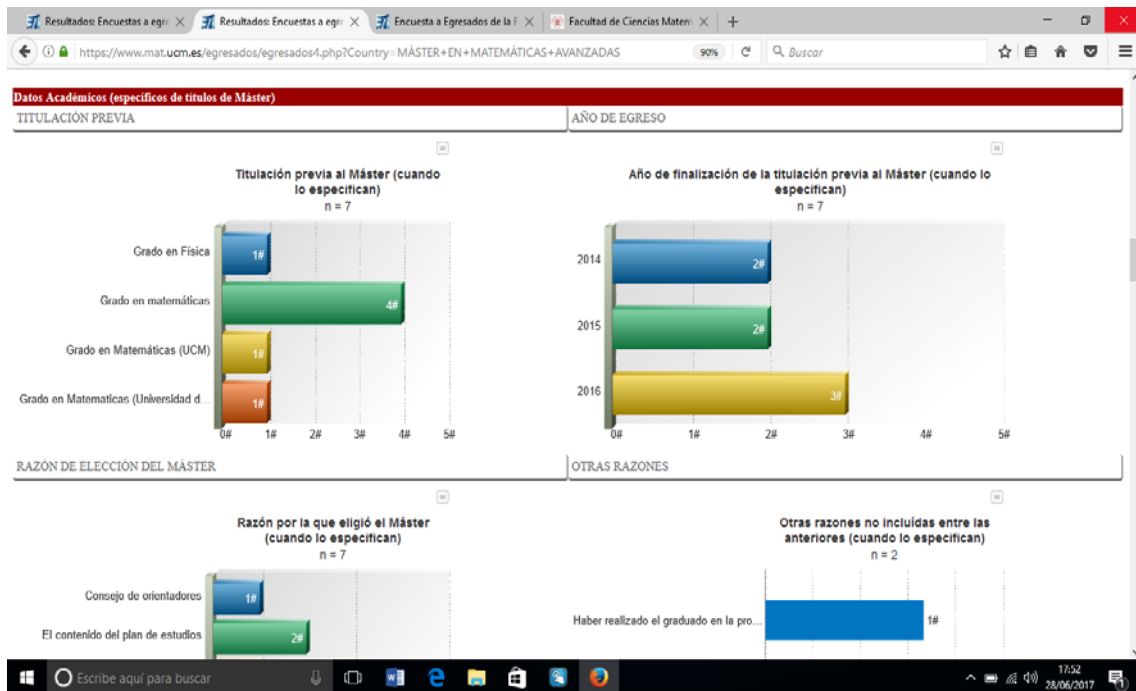 Resultados: Encuestas a egre
Resultados: Encuestas a egre
Encuesta a Egresados de la F
Facultad de Ciencias Matem
https://www.mat.ucm.es/egresados/egresados4.php?Country=MÁSTER+EN+MATEMÁTICAS+AVANZADAS
90%
Buscar
Datos Académicos (específicos de títulos de Máster)
TITULACIÓN PREVIA
AÑO DE EGRESO
Titulación previa al Máster (cuando
lo especifican)
n = 7
Grado en Física
1#
Grado en matemáticas
4#
Grado en Matemáticas (UCM)
1#
Grado en Matematicas (Universidad d...
1#
0# 1# 2# 3# 4# 5#
Año de finalización de la titulación previa al Máster (cuando lo
especifican)
n = 7
2014
2#
2015
2#
2016
3#
0# 1# 2# 3# 4# 5#
RAZÓN DE ELECCIÓN DEL MÁSTER
OTRAS RAZONES
Razón por la que eligió el Máster
(cuando lo especifican)
n = 7
Consejo de orientadores
1#
El contenido del plan de estudios
2#
Otras razones no incluídas entre las
anteriores (cuando lo especifican)
n = 2
Haber realizado el graduado en la pro...
1#
Escribe aquí para buscar
17:52
28/06/2017